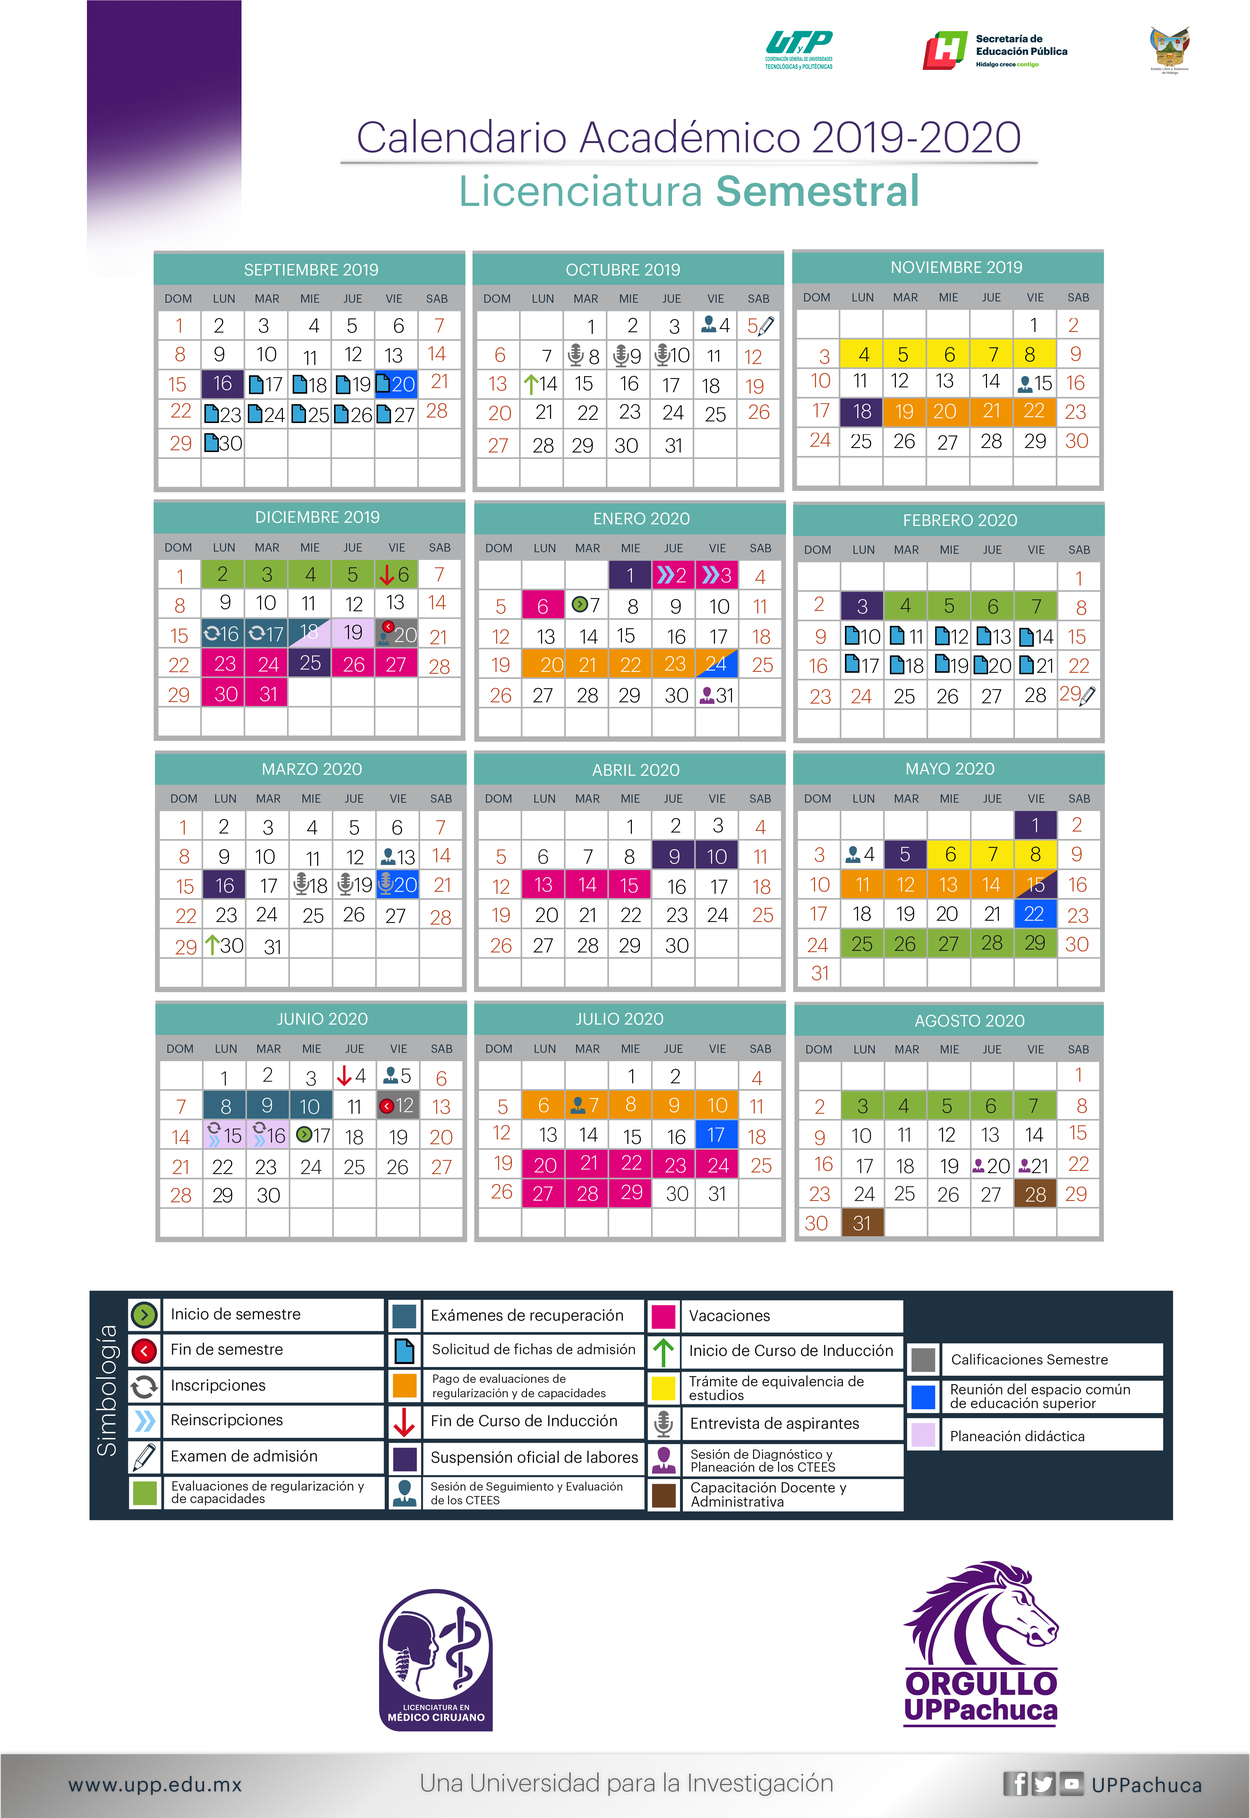 UTyP
COORDINACIÓN GENERAL DE UNIVERSIDADES
TECNOLÓGICAS y POLITÉCNICAS
H
Secretaría de
Educación Pública
Hidalgo crece contigo
Estado Libre y Soberano
de Hidalgo
Calendario Académico 2019-2020
Licenciatura Semestral
SEPTIEMBRE 2019
DOM LUN MAR MIE JUE VIE SAB
1 2 3 4 5 6 7
8 9 10 11 12 13 14
15 16 17 18 19 20 21
22 23 24 25 26 27 28
29 30
OCTUBRE 2019
DOM LUN MAR MIE JUE VIE SAB
1 2 3 4 5
6 7 8 9 10 11 12
13 14 15 16 17 18 19
20 21 22 23 24 25 26
27 28 29 30 31
NOVIEMBRE 2019
DOM LUN MAR MIE JUE VIE SAB
1 2
3 4 5 6 7 8 9
10 11 12 13 14 15 16
17 18 19 20 21 22 23
24 25 26 27 28 29 30
DICIEMBRE 2019
DOM LUN MAR MIE JUE VIE SAB
1 2 3 4 5 6 7
8 9 10 11 12 13 14
15 16 17 18 19 20 21
22 23 24 25 26 27 28
29 30 31
ENERO 2020
DOM LUN MAR MIE JUE VIE SAB
1 2 3 4
5 6 7 8 9 10 11
12 13 14 15 16 17 18
19 20 21 22 23 24 25
26 27 28 29 30 31
FEBRERO 2020
DOM LUN MAR MIE JUE VIE SAB
1
2 3 4 5 6 7 8
9 10 11 12 13 14 15
16 17 18 19 20 21 22
23 24 25 26 27 28 29
MARZO 2020
DOM LUN MAR MIE JUE VIE SAB
1 2 3 4 5 6 7
8 9 10 11 12 13 14
15 16 17 18 19 20 21
22 23 24 25 26 27 28
29 30 31
ABRIL 2020
DOM LUN MAR MIE JUE VIE SAB
1 2 3 4
5 6 7 8 9 10 11
12 13 14 15 16 17 18
19 20 21 22 23 24 25
26 27 28 29 30
MAYO 2020
DOM LUN MAR MIE JUE VIE SAB
1 2
3 4 5 6 7 8 9
10 11 12 13 14 15 16
17 18 19 20 21 22 23
24 25 26 27 28 29 30
31
JUNIO 2020
DOM LUN MAR MIE JUE VIE SAB
1 2 3 4 5 6
7 8 9 10 11 12 13
14 15 16 17 18 19 20
21 22 23 24 25 26 27
28 29 30
JULIO 2020
DOM LUN MAR MIE JUE VIE SAB
1 2 4
5 6 7 8 9 10 11
12 13 14 15 16 17 18
19 20 21 22 23 24 25
26 27 28 29 30 31
AGOSTO 2020
DOM LUN MAR MIE JUE VIE SAB
1
2 3 4 5 6 7 8
9 10 11 12 13 14 15
16 17 18 19 20 21 22
23 24 25 26 27 28 29
30 31
Simbología
Inicio de semestre
Fin de semestre
Inscripciones
Reinscripciones
Examen de admisión
Evaluaciones de regularización y
de capacidades
Exámenes de recuperación
Solicitud de fichas de admisión
Pago de evaluaciones de
regularización y de capacidades
Fin de Curso de Inducción
Suspensión oficial de labores
Sesión de Seguimiento y Evaluación
de los CTEES
Vacaciones
Inicio de Curso de Inducción
Trámite de equivalencia de
estudios
Entrevista de aspirantes
Sesión de Diagnóstico y
Planeación de los CTEES
Capacitación Docente y
Administrativa
Calificaciones Semestre
Reunión del espacio común
de educación superior
Planeación didáctica
LICENCIATURA EN
MÉDICO CIRUJANO
ORGULLO
UPPachuca
www.upp.edu.mx
Una Universidad para la Investigación
UPPachuca